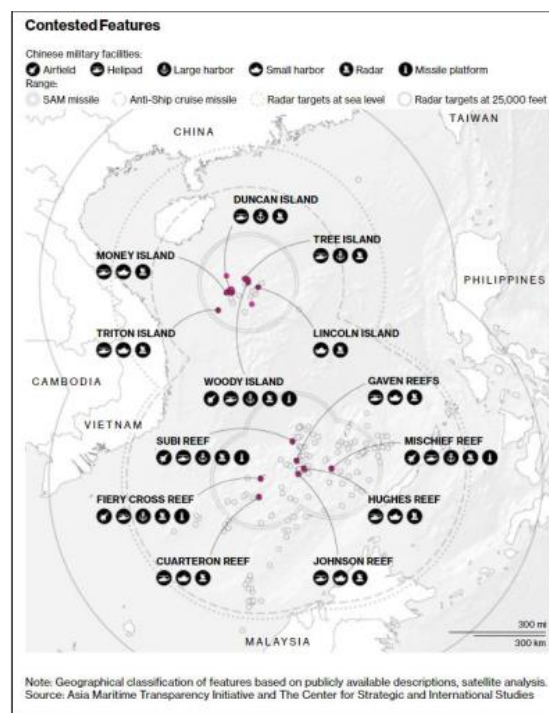 Contested Features
Chinese military facilities:
Airfield Helipad Large harbor Small harbor Radar Missile platform
Range:
SAM missile Anti-Ship cruise missile Radar targets at sea level Radar targets at 25,000 feet
TAIWAN
CHINA
DUNCAN ISLAND
TREE ISLAND
MONEY ISLAND
PHILIPPINES
TRITON ISLAND
LINCOLN ISLAND
CAMBODIA
WOODY ISLAND
GAVEN REEFS
VIETNAM
SUBI REEF
MISCHIEF REEF
FIERY CROSS REEF
HUGHES REEF
CUARTERON REEF
JOHNSON REEF
300 mi
300 km
MALAYSIA
Note: Geographical classification of features based on publicly available descriptions, satellite analysis.
Source: Asia Maritime Transparency Initiative and The Center for Strategic and International Studies